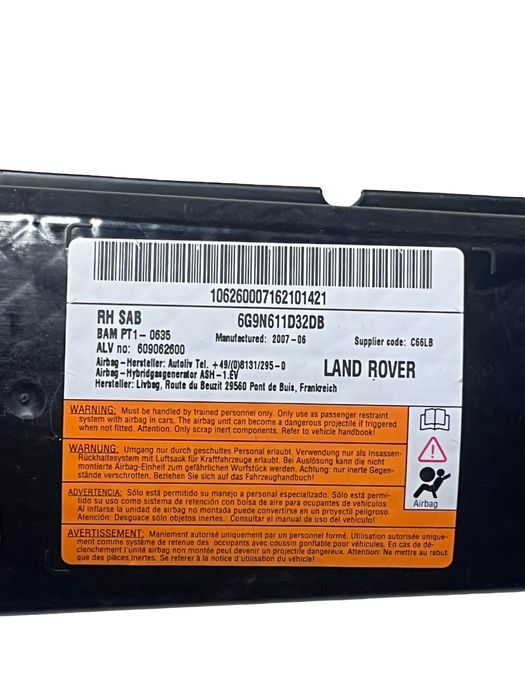 106260007162101421
RH SAB 6G9N611D32DB
BAM PT1- 0635 Manufactured: 2007-06 Supplier code: C66LB
ALV no: 609062600
Airbag-Hersteller: Autoliv Tel. +49/(0)8131/295-0
Airbag-Hybridgasgenerator ASH-1.EV LAND ROVER
Hersteller: Livbag, Route du Beuzit 29560 Pont de Buis, Frankreich
WARNING: Must be handled by trained personnel only. Only use as passenger restraint
system with airbag in cars. The airbag unit can become a dangerous projectile if triggered
when not fitted. Attention: Only scrap inert components. Refer to vehicle handbook!
WARNUNG: Umgang nur durch geschultes Personal erlaubt. Verwendung nur als Insassen-
Rückhaltesystem mit Luftsack für Kraftfahrzeuge erlaubt. Bei Auslösung kann die nicht
montierte Airbag-Einheit zum gefährlichen Wurfstück werden. Achtung: nur inerte Gegen-
stände verschrotten. Beziehen Sie sich auf das Fahrzeughandbuch!
ADVERTENCIA: Sólo está permitido su manejo a personal especializado. Sólo está permi-
tido su uso como sistema de retención con bolsa de aire para ocupantes de vehículos.
Al inflarse la unidad de airbag no montada puede convertirse en un proyectil peligroso.
Atención: Desguace sólo objetos inertes. Consultar el manual de uso del vehículo!
AVERTISSEMENT: Maniement autorisé uniquement par un personnel formé. Utilisation autorisée unique-
ment comme système de retenue des occupants avec coussin gonflable pour véhicules. En cas de dé-
clenchement l'unité airbag non montée peut devenir un projectile dangereux. Attention: Ne mettre au rebut
que des pièces inertes. Se referer à la notice d'utilisation du véhicule!
Airbag